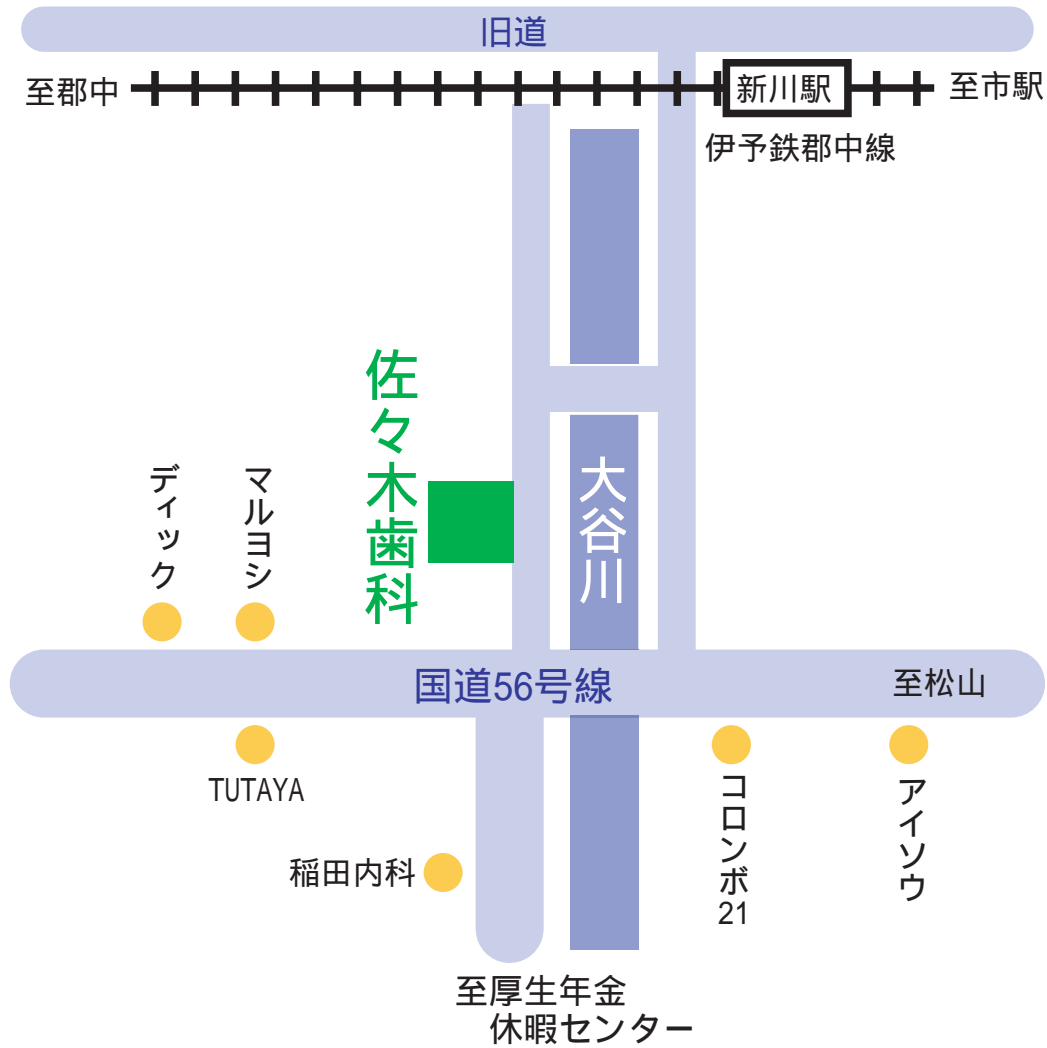 旧道
至郡中
新川駅
至市駅
伊予鉄郡中線
佐々木歯科
大谷川
ディック
マルヨシ
国道56号線
至松山
TUTAYA
コロンボ21
アイソウ
稲田内科
至厚生年金
休暇センター